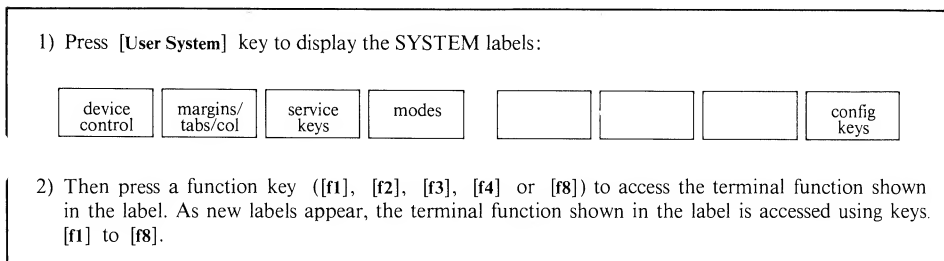 1) Press [User System] key to display the SYSTEM labels:
device margins/ service modes config
control tabs/col keys keys
2) Then press a function key ([f1], [f2], [f3], [f4] or [f8]) to access the terminal function shown
in the label. As new labels appear, the terminal function shown in the label is accessed using keys.
[f1] to [f8].